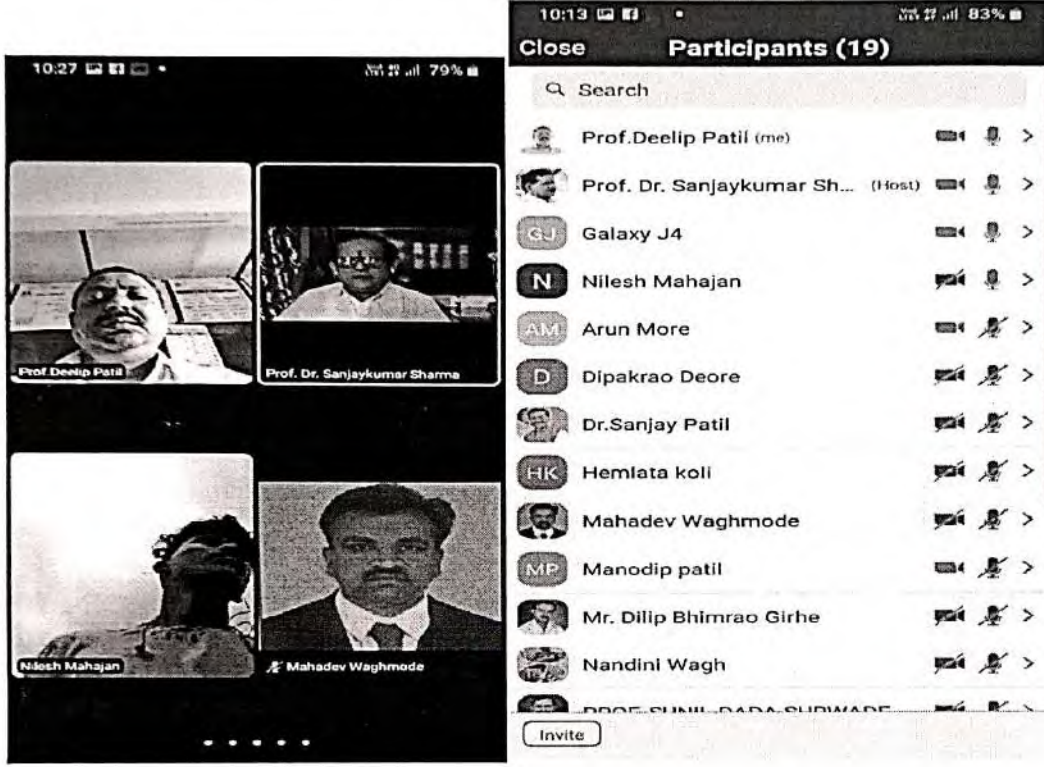 10:27
79%
Prof.Deelip Patil
Prof. Dr. Sanjaykumar Sharma
Nilesh Mahajan
Mahadev Waghmode
10:13
83%
Close Participants (19)
Search
Prof.Deelip Patil (me)
Prof. Dr. Sanjaykumar Sh... (Host)
GJ Galaxy J4
N Nilesh Mahajan
AM Arun More
D Dipakrao Deore
Dr.Sanjay Patil
HK Hemlata koli
Mahadev Waghmode
MP Manodip patil
Mr. Dilip Bhimrao Girhe
Nandini Wagh
Invite